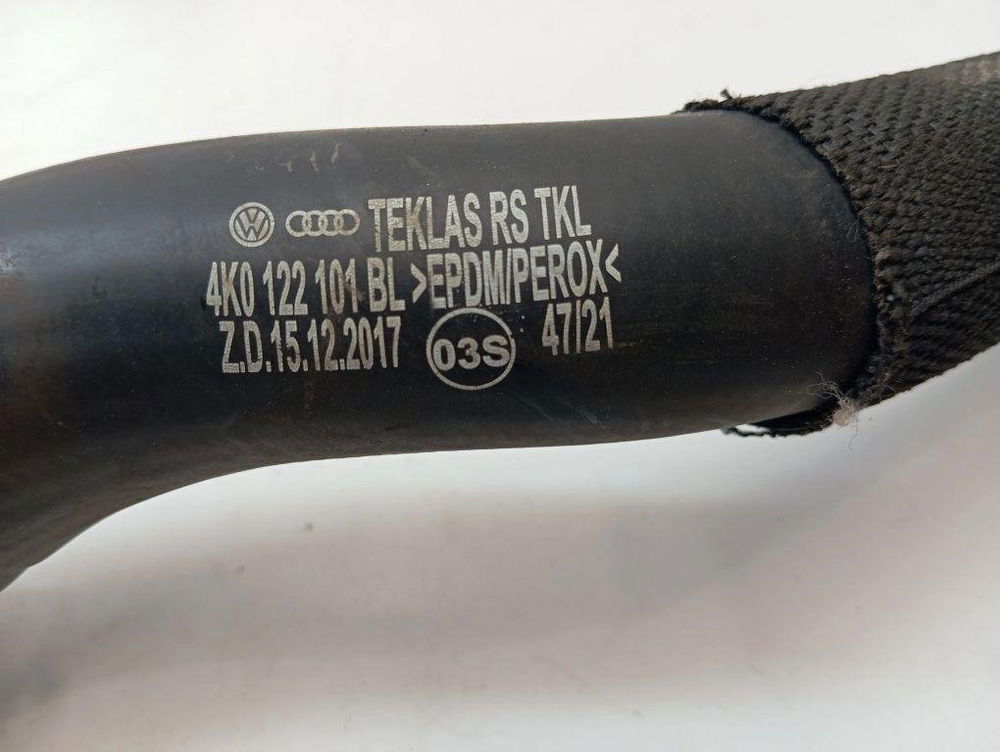 TEKLAS RS TKL
4K0 122 101 BL >EPDM/PEROX<
Z.D.15.12.2017 03S 47/21